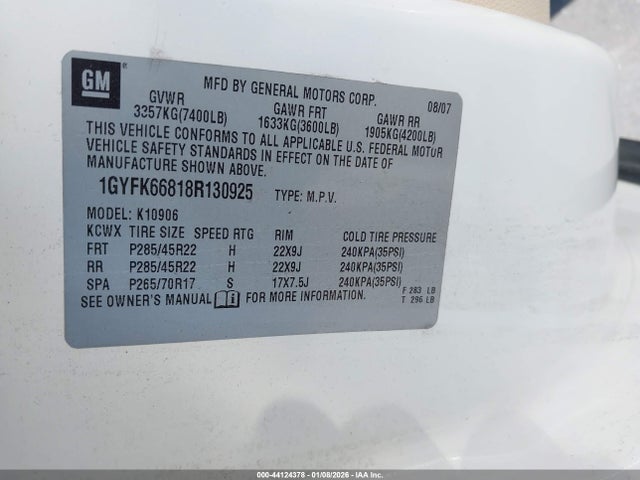 GM
MFD BY GENERAL MOTORS CORP. 08/07
GVWR GAWR FRT GAWR RR
3357KG(7400LB) 1633KG(3600LB) 1905KG(4200LB)
THIS VEHICLE CONFORMS TO ALL APPLICABLE U.S. FEDERAL MOTOR
VEHICLE SAFETY STANDARDS IN EFFECT ON THE DATE OF
MANUFACTURE SHOWN ABOVE.
1GYFK66818R130925 TYPE: M.P.V.
MODEL: K10906
KCWX TIRE SIZE SPEED RTG RIM COLD TIRE PRESSURE
FRT P285/45R22 H 22X9J 240KPA(35PSI)
RR P285/45R22 H 22X9J 240KPA(35PSI)
SPA P265/70R17 S 17X7.5J 240KPA(35PSI)
SEE OWNER'S MANUAL FOR MORE INFORMATION.
F 283 LB
T 296 LB
000-44124378 | 01/08/2026 | IAA Inc.